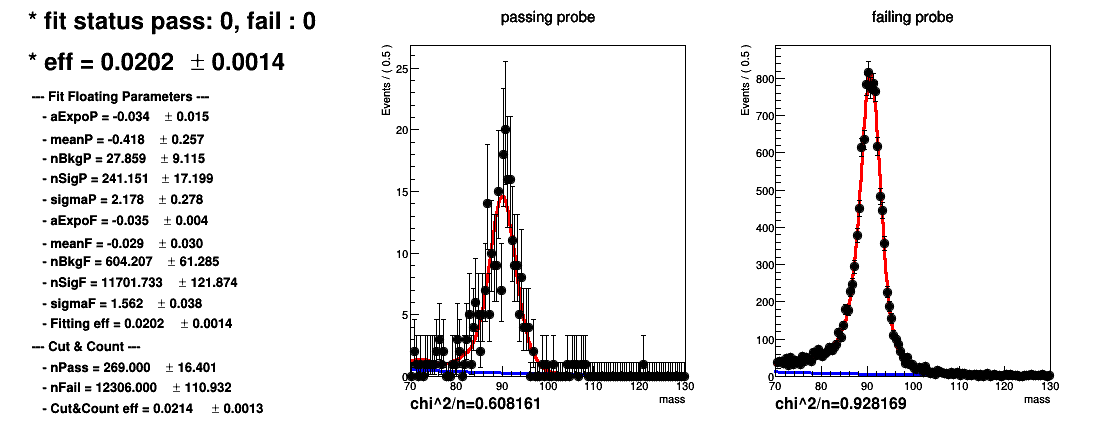 * fit status pass: 0, fail : 0
* eff = 0.0202 ± 0.0014
--- Fit Floating Parameters ---
- aExpoP = -0.034 ± 0.015
- meanP = -0.418 ± 0.257
- nBkgP = 27.859 ± 9.115
- nSigP = 241.151 ± 17.199
- sigmaP = 2.178 ± 0.278
- aExpoF = -0.035 ± 0.004
- meanF = -0.029 ± 0.030
- nBkgF = 604.207 ± 61.285
- nSigF = 11701.733 ± 121.874
- sigmaF = 1.562 ± 0.038
- Fitting eff = 0.0202 ± 0.0014
--- Cut & Count ---
- nPass = 269.000 ± 16.401
- nFail = 12306.000 ± 110.932
- Cut&Count eff = 0.0214 ± 0.0013
passing probe
Events / ( 0.5 )
25
20
15
10
5
0
70 80 90 100 110 120 130
mass
chi^2/n=0.608161
failing probe
Events / ( 0.5 )
800
700
600
500
400
300
200
100
0
70 80 90 100 110 120 130
mass
chi^2/n=0.928169